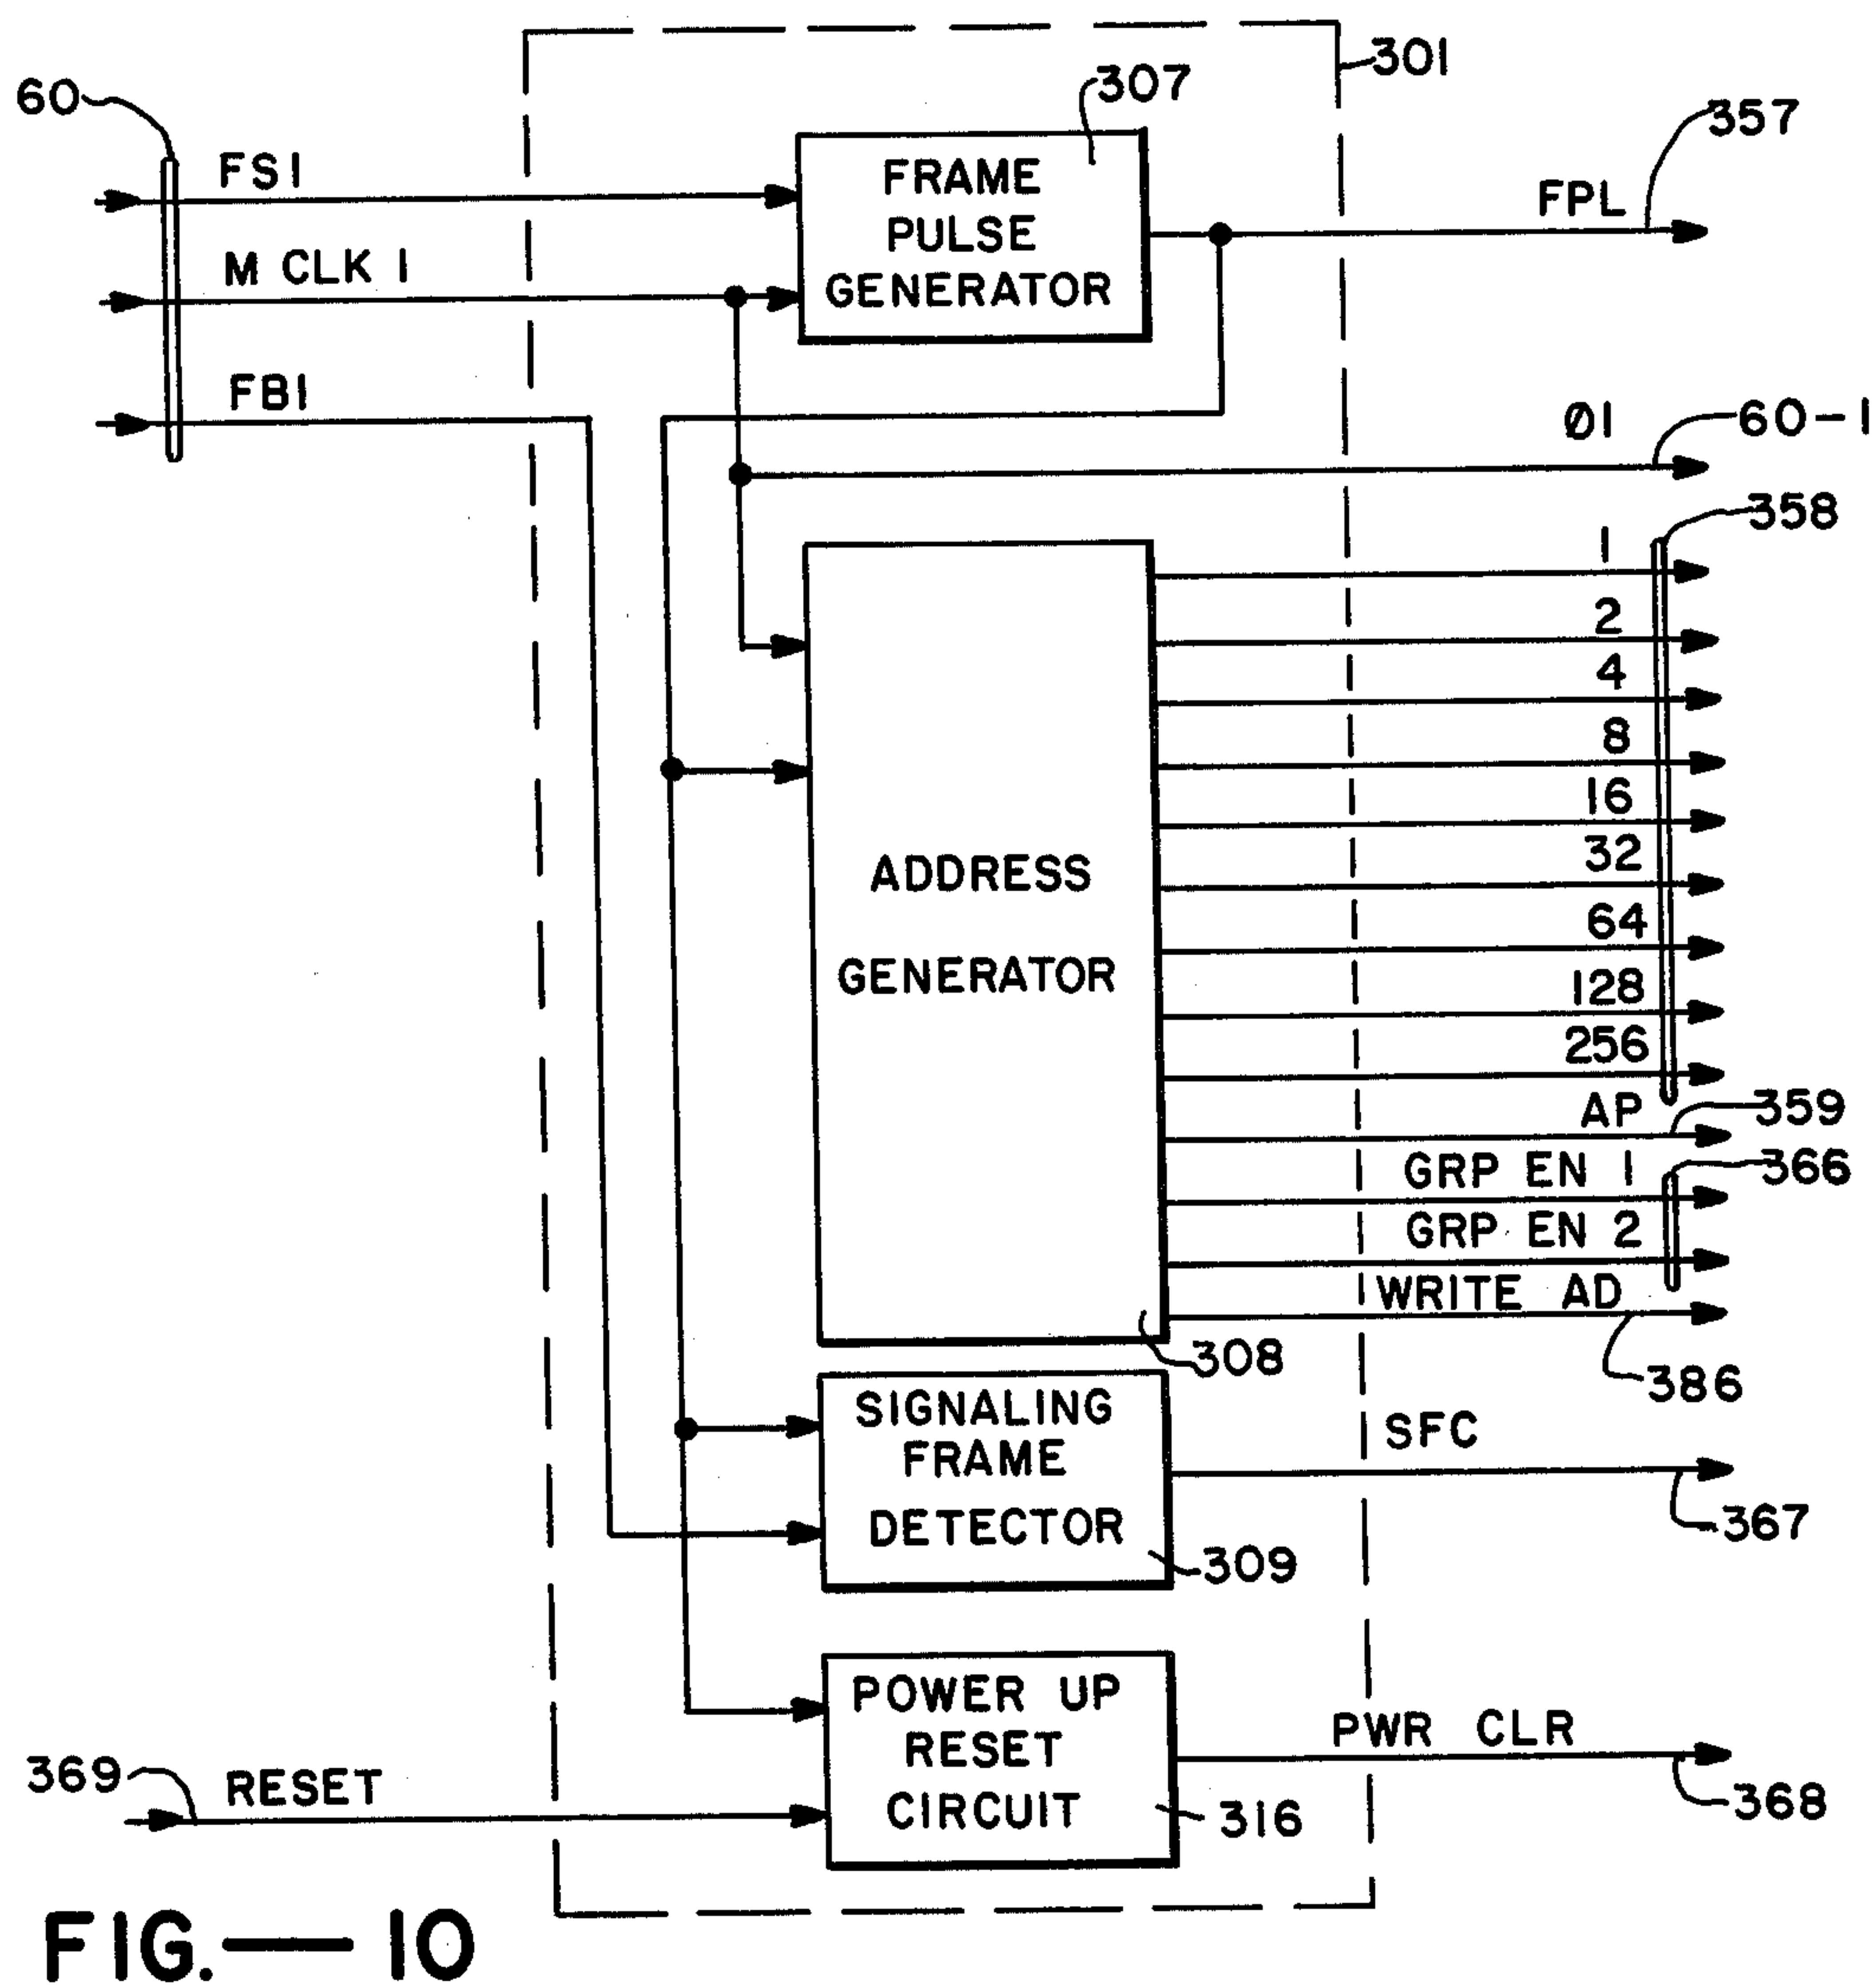 301
60
307
357
FS1
FRAME
PULSE
GENERATOR
FPL
M CLK 1
FB1
Ø1
60-1
358
1
2
4
8
16
32
ADDRESS
64
GENERATOR
128
256
AP
359
GRP EN 1
366
GRP EN 2
WRITE AD
308
386
SIGNALING
FRAME
DETECTOR
SFC
367
309
POWER UP
RESET
CIRCUIT
PWR CLR
369
RESET
368
316
FIG.—10